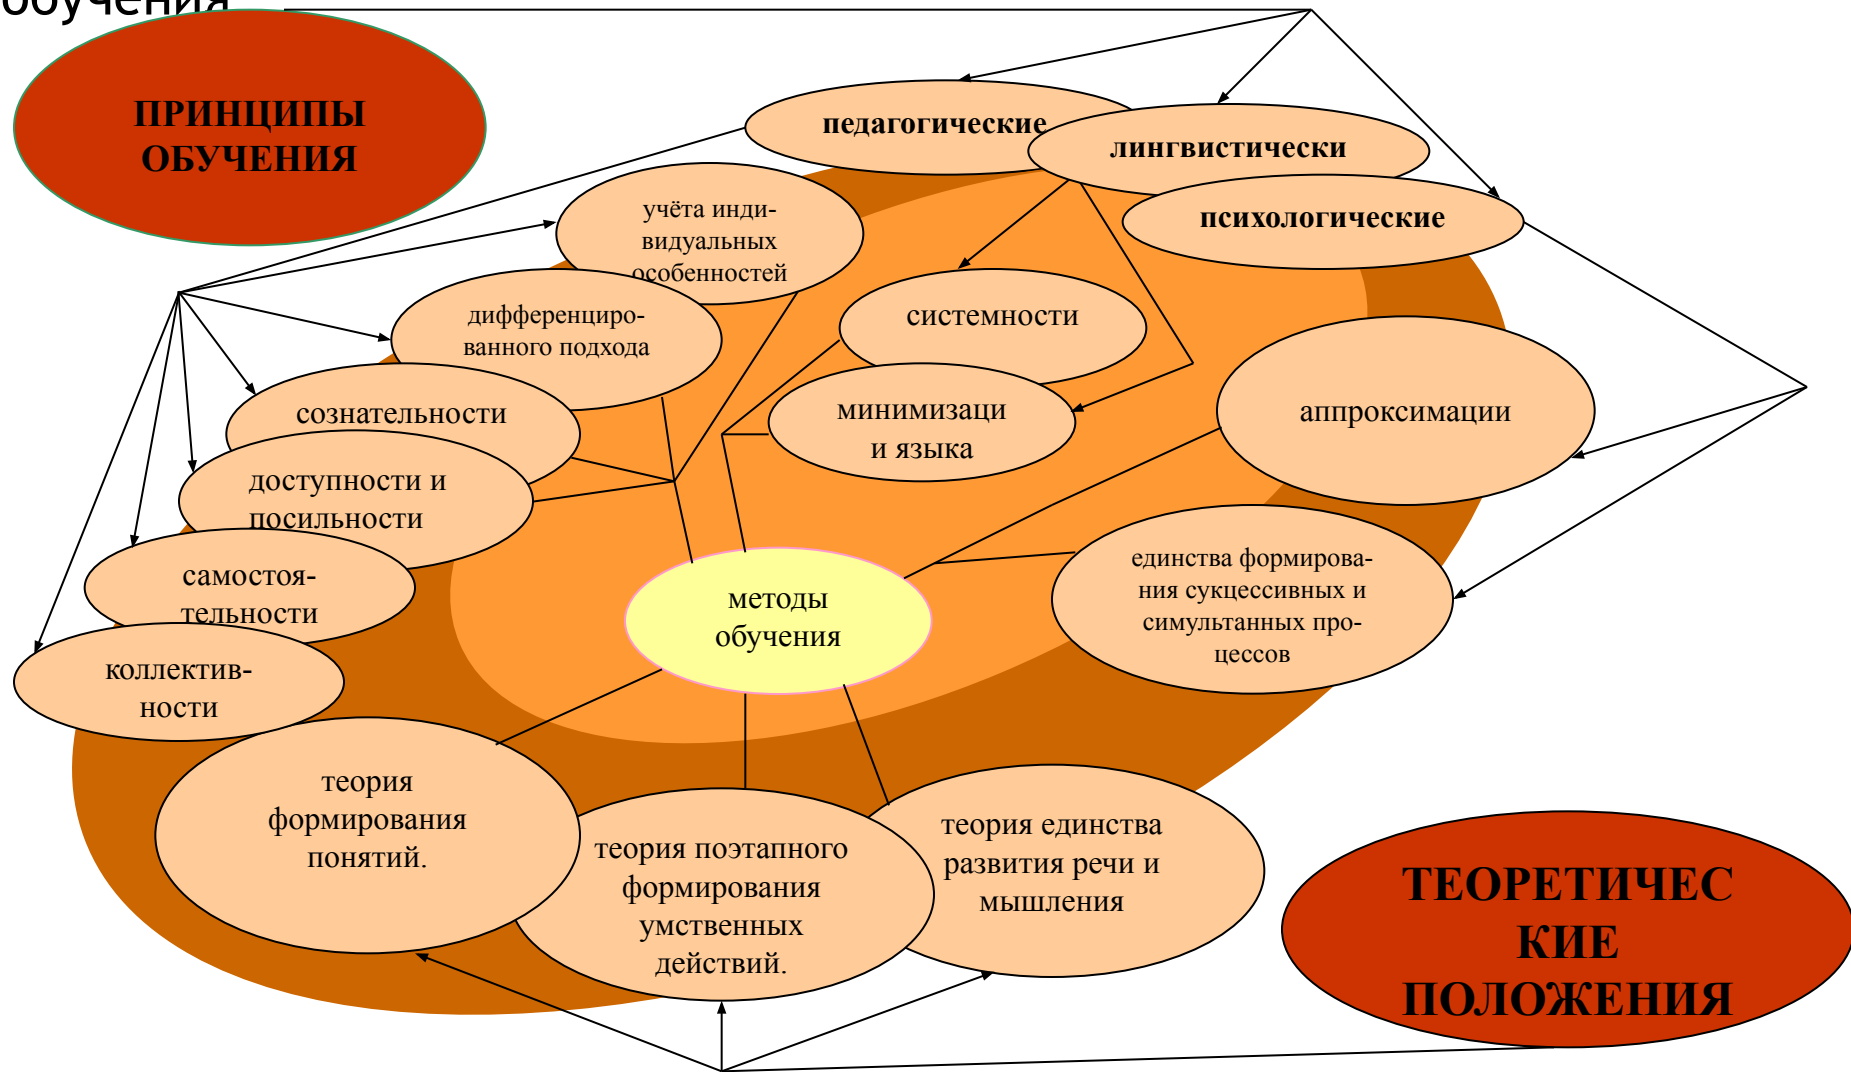 обучения
ПРИНЦИПЫ
ОБУЧЕНИЯ
педагогические
лингвистически
психологические
учёта инди-
видуальных
особенностей
дифференциро-
ванного подхода
сознательности
доступности и
посильности
самостоя-
тельности
коллектив-
ности
системности
минимизаци
и языка
аппроксимации
единства формирова-
ния сукцессивных и
симультанных про-
цессов
методы
обучения
теория
формирования
понятий.
теория поэтапного
формирования
умственных
действий.
теория единства
развития речи и
мышления
ТЕОРЕТИЧЕС
КИЕ
ПОЛОЖЕНИЯ